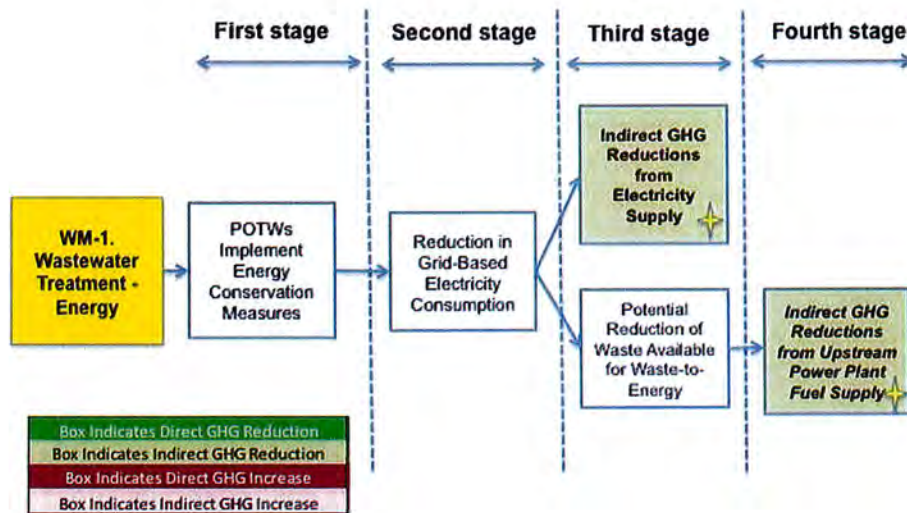 First stage
Second stage
Third stage
Fourth stage
WM-1.
Wastewater
Treatment -
Energy
POTWs
Implement
Energy
Conservation
Measures
Reduction in
Grid-Based
Electricity
Consumption
Indirect GHG
Reductions
from
Electricity
Supply
Potential
Reduction of
Waste Available
for Waste-to-
Energy
Indirect GHG
Reductions
from Upstream
Power Plant
Fuel Supply
Box Indicates Direct GHG Reduction
Box Indicates Indirect GHG Reduction
Box Indicates Direct GHG Increase
Box Indicates Indirect GHG Increase